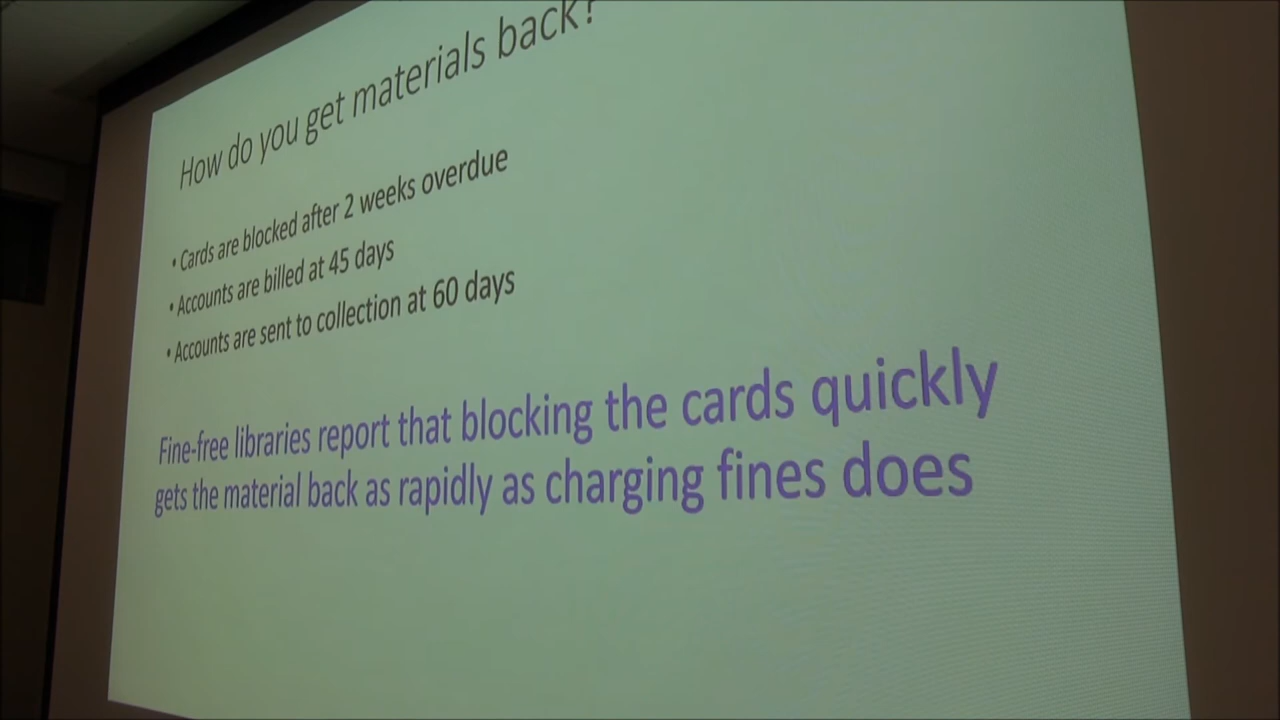 How do you get materials back?
• Cards are blocked after 2 weeks overdue
• Accounts are billed at 45 days
• Accounts are sent to collection at 60 days
Fine-free libraries report that blocking the cards quickly
gets the material back as rapidly as charging fines does